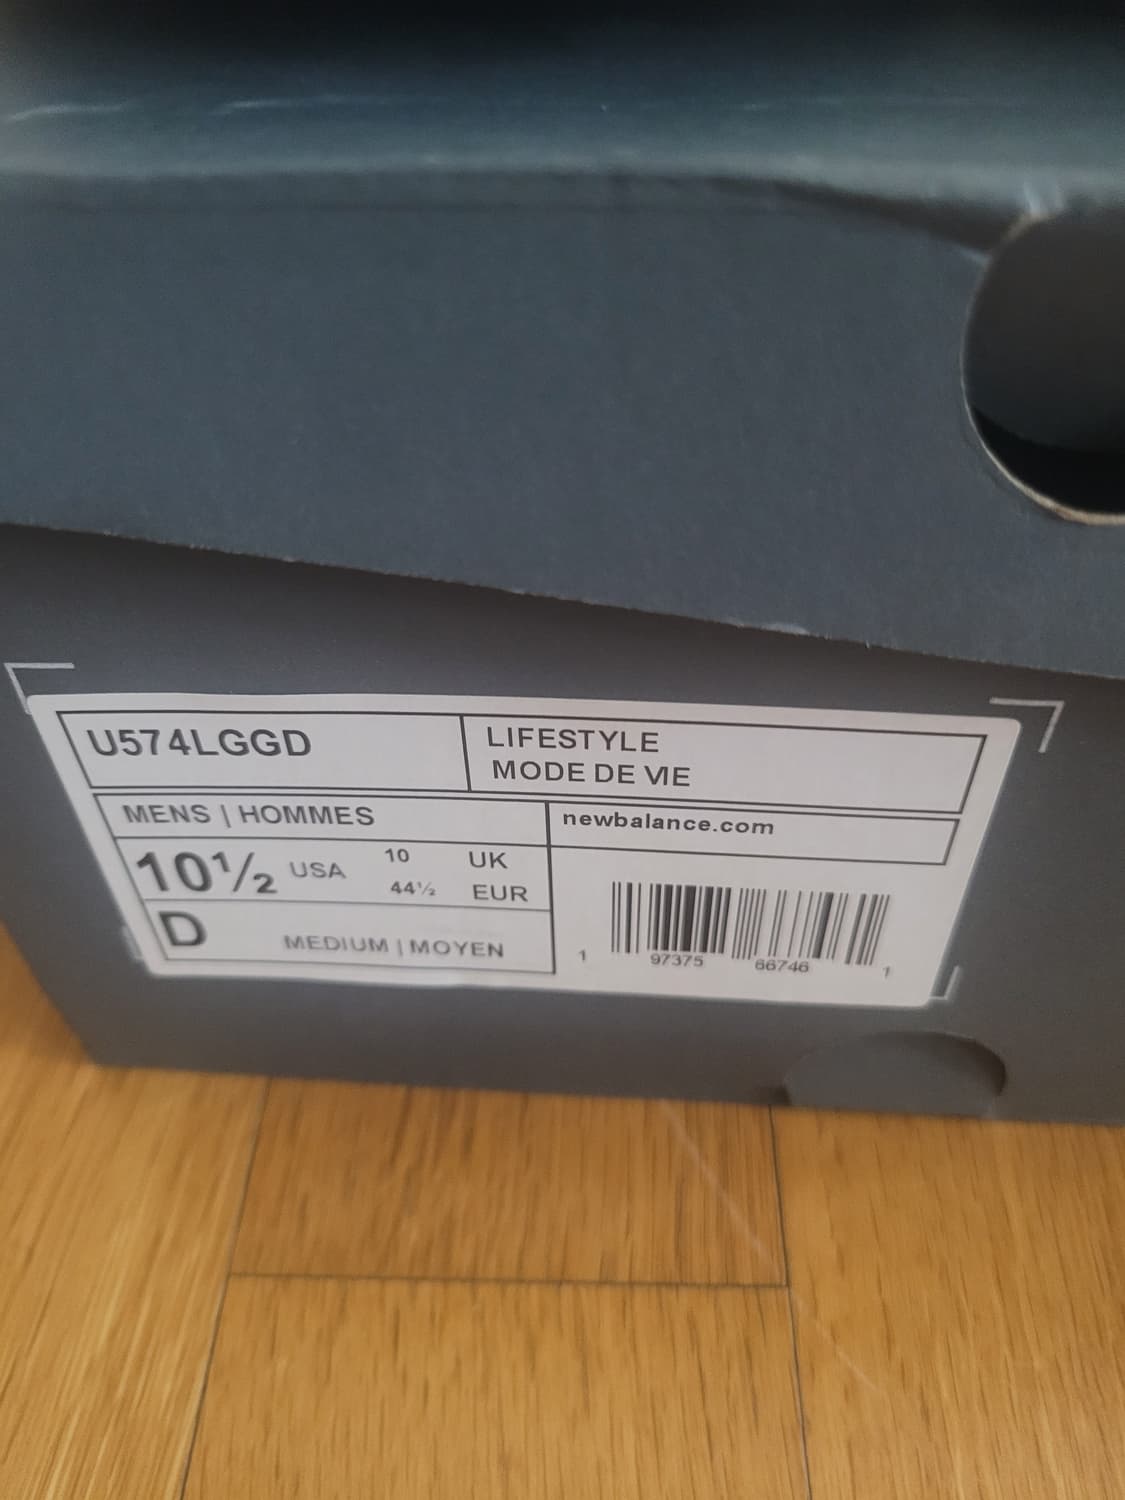 U574LGGD
LIFESTYLE
MODE DE VIE
MENS | HOMMES
newbalance.com
10½ USA
10 UK
44½ EUR
D
MEDIUM | MOYEN
1 97375 66746 1